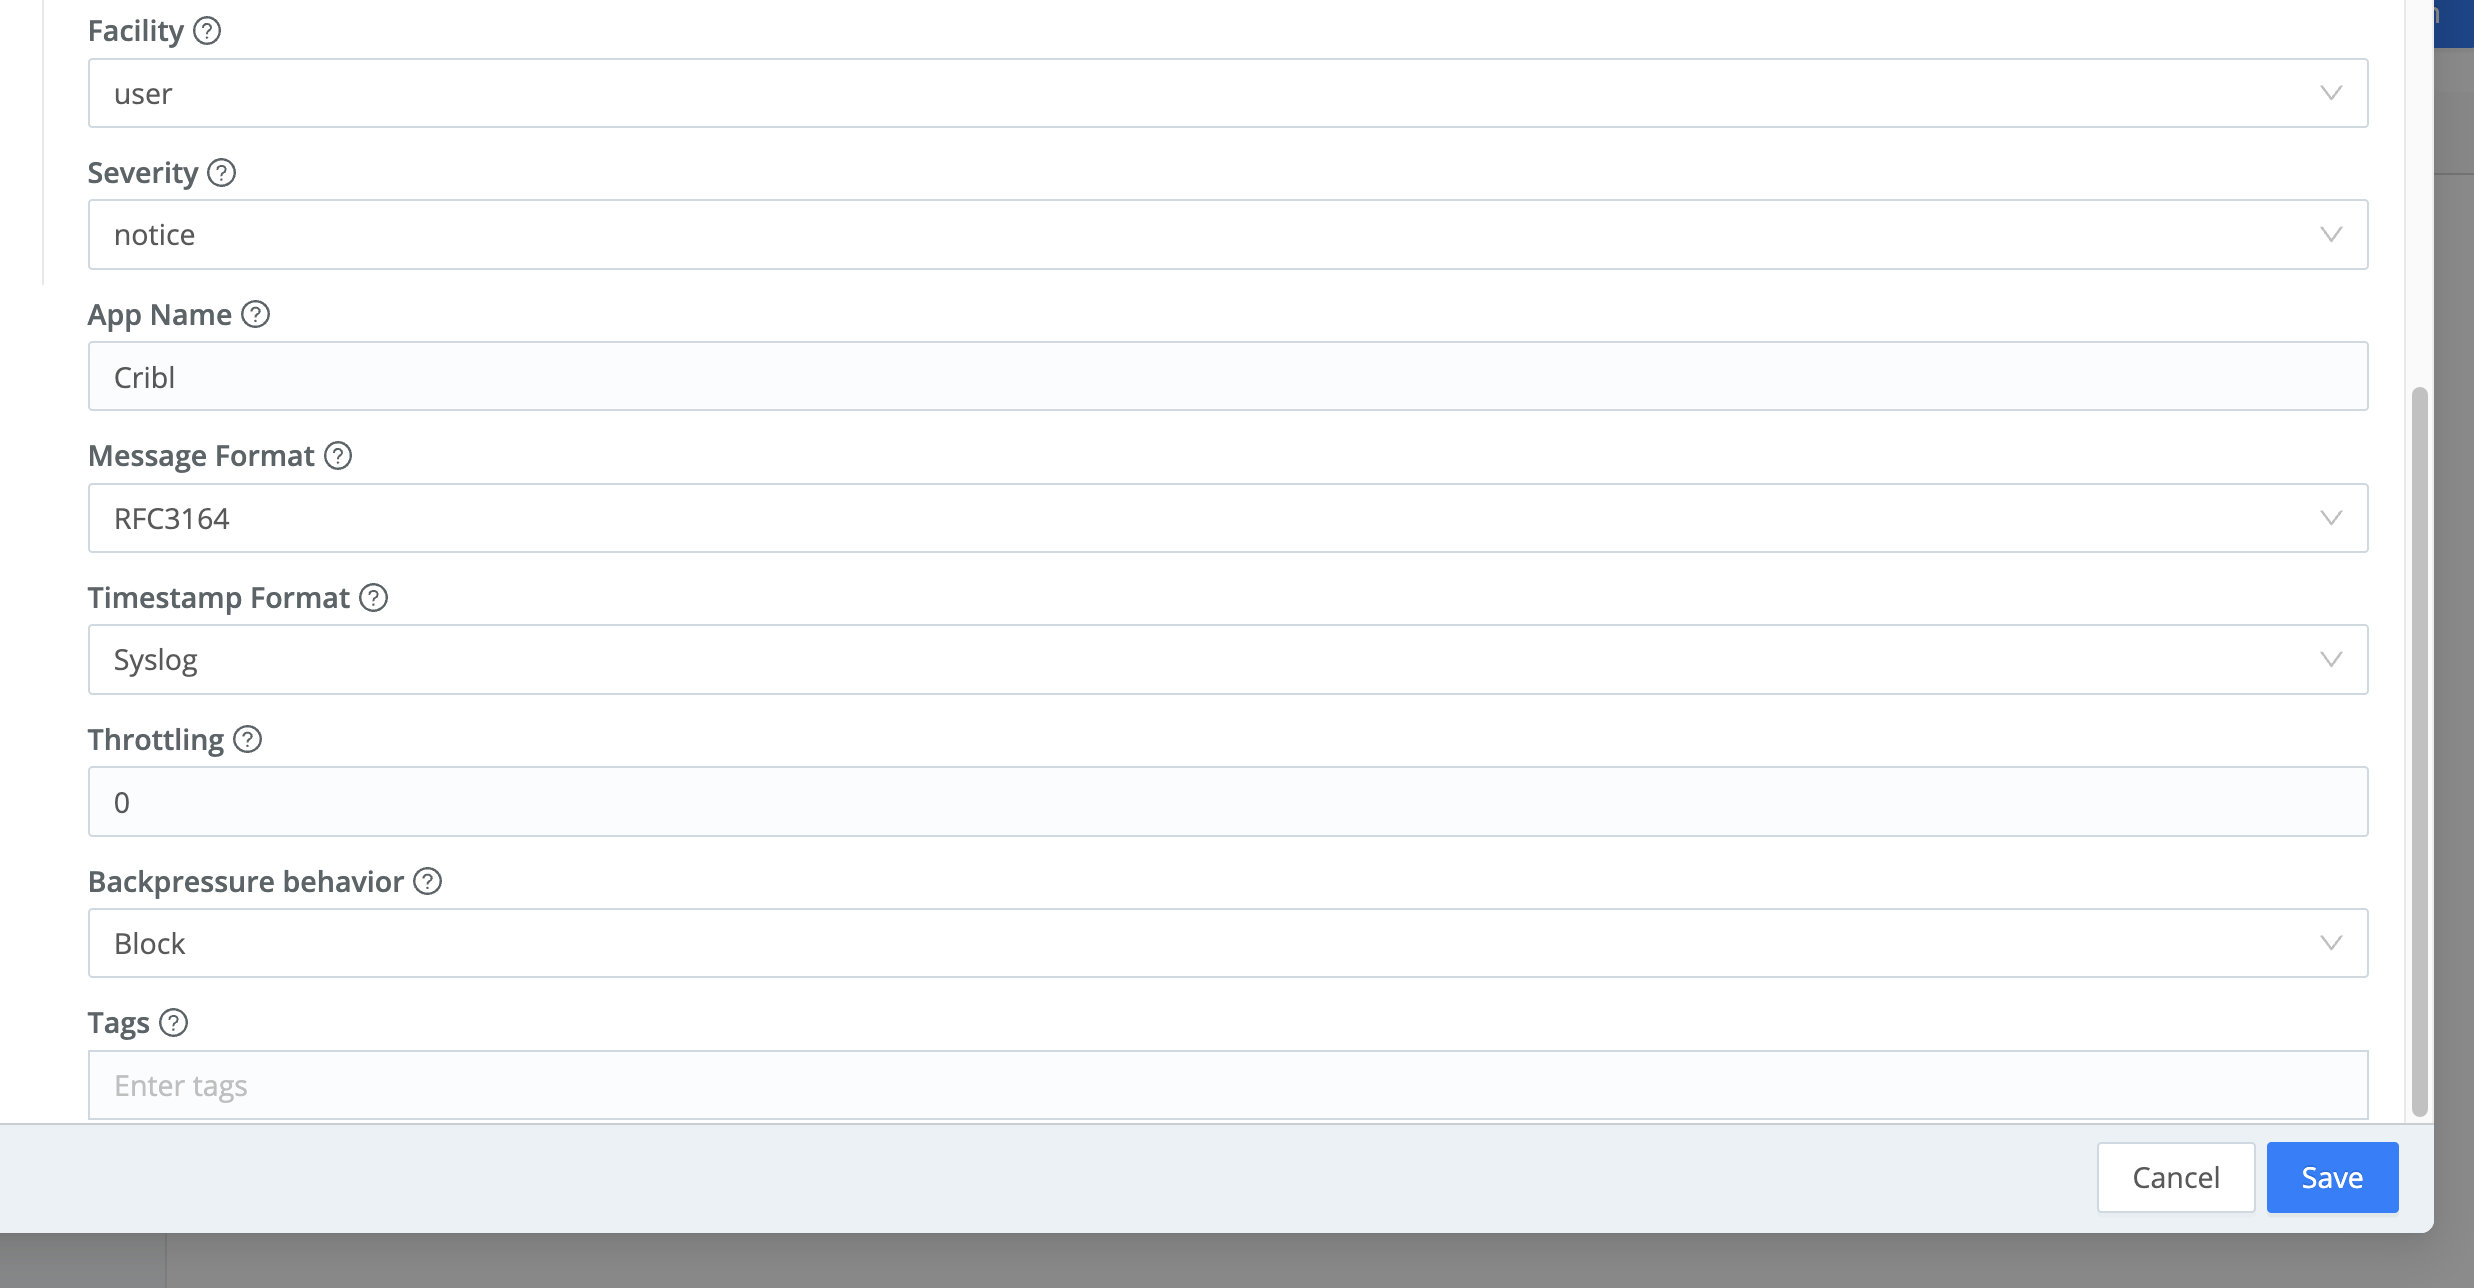 Facility ?
user
Severity ?
notice
App Name ?
Cribl
Message Format ?
RFC3164
Timestamp Format ?
Syslog
Throttling ?
0
Backpressure behavior ?
Block
Tags ?
Enter tags
Cancel Save